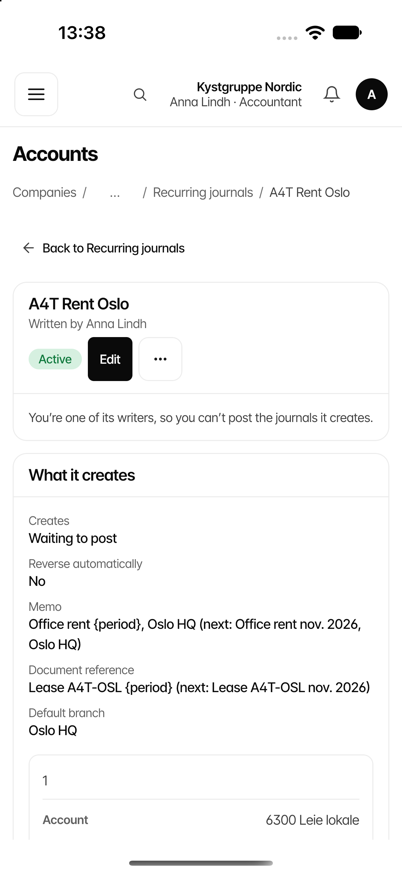 13:38
Kystgruppe Nordic
Anna Lindh · Accountant
A
Accounts
Companies / ... / Recurring journals / A4T Rent Oslo
← Back to Recurring journals
A4T Rent Oslo
Written by Anna Lindh
Active Edit ···
You’re one of its writers, so you can’t post the journals it creates.
What it creates
Creates
Waiting to post
Reverse automatically
No
Memo
Office rent {period}, Oslo HQ (next: Office rent nov. 2026,
Oslo HQ)
Document reference
Lease A4T-OSL {period} (next: Lease A4T-OSL nov. 2026)
Default branch
Oslo HQ
1
Account 6300 Leie lokale